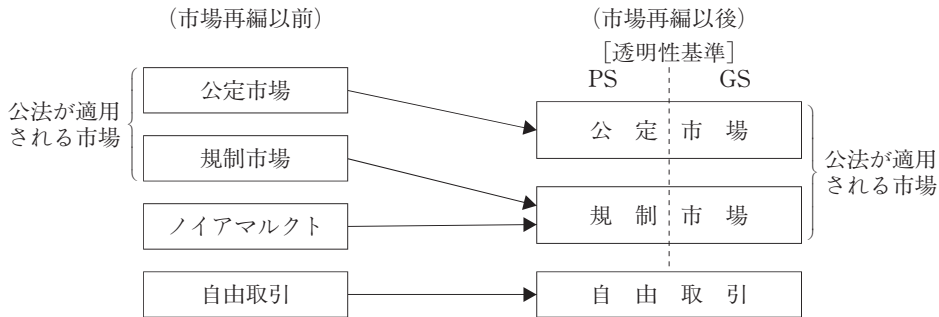 （市場再編以前）
（市場再編以後）
［透明性基準］
PS GS
公法が適用
される市場
公定市場
規制市場
ノイアマルクト
自由取引
公定市場
規制市場
自由取引
公法が適用
される市場